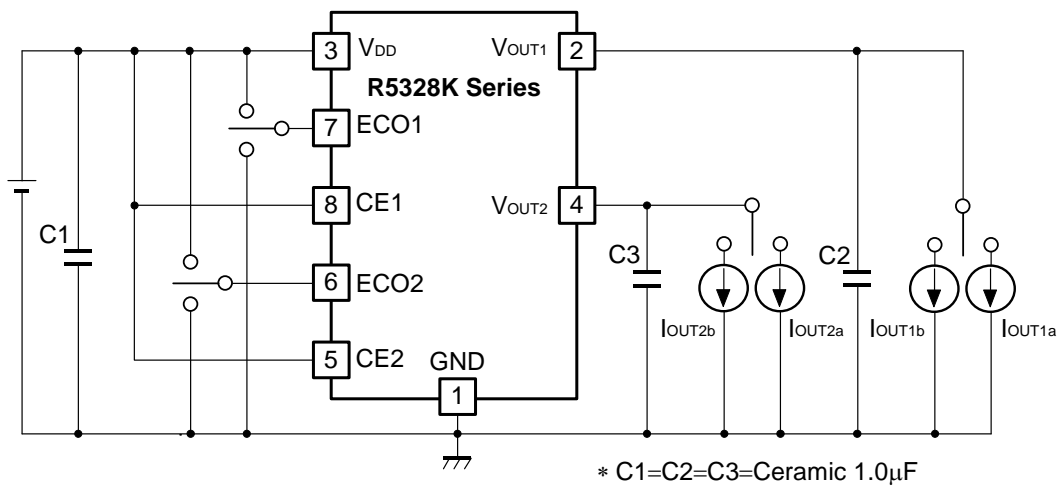 3 VDD VOUT1 2
R5328K Series
7 ECO1
8 CE1 VOUT2 4
C1 C3 C2
6 ECO2
IOUT2b IOUT2a IOUT1b IOUT1a
5 CE2 GND
1
* C1=C2=C3=Ceramic 1.0μF